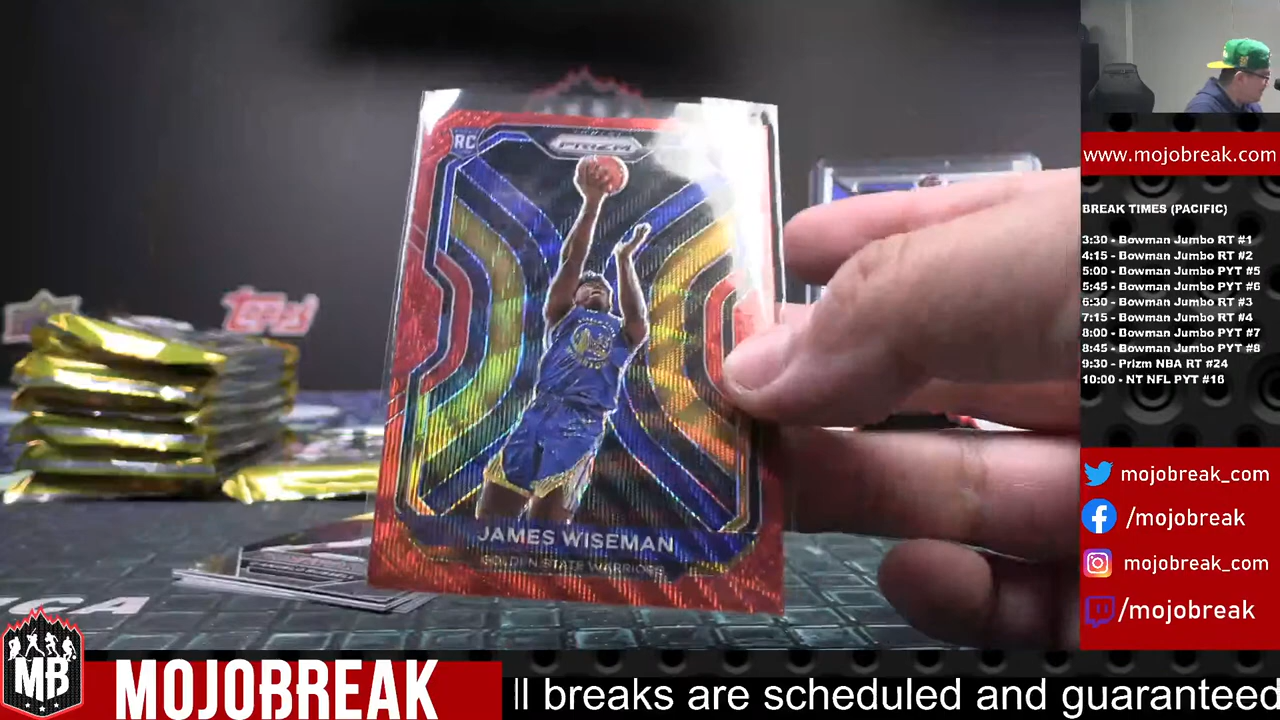 RC
PRIZM
JAMES WISEMAN
GOLDEN STATE WARRIORS
Topps
www.mojobreak.com
BREAK TIMES (PACIFIC)
3:30 - Bowman Jumbo RT #1
4:15 - Bowman Jumbo RT #2
5:00 - Bowman Jumbo PYT #5
5:45 - Bowman Jumbo PYT #6
6:30 - Bowman Jumbo RT #3
7:15 - Bowman Jumbo RT #4
8:00 - Bowman Jumbo PYT #7
8:45 - Bowman Jumbo PYT #8
9:30 - Prizm NBA RT #24
10:00 - NT NFL PYT #16
mojobreak_com
/mojobreak
mojobreak_com
/mojobreak
MB
MOJOBREAK
ll breaks are scheduled and guaranteed